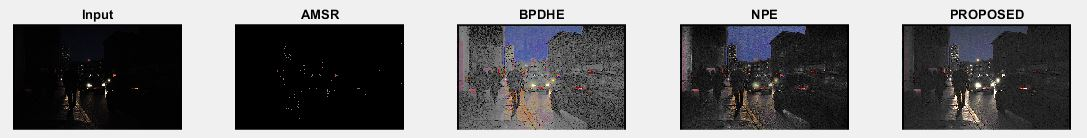 Input
AMSR
BPDHE
NPE
PROPOSED